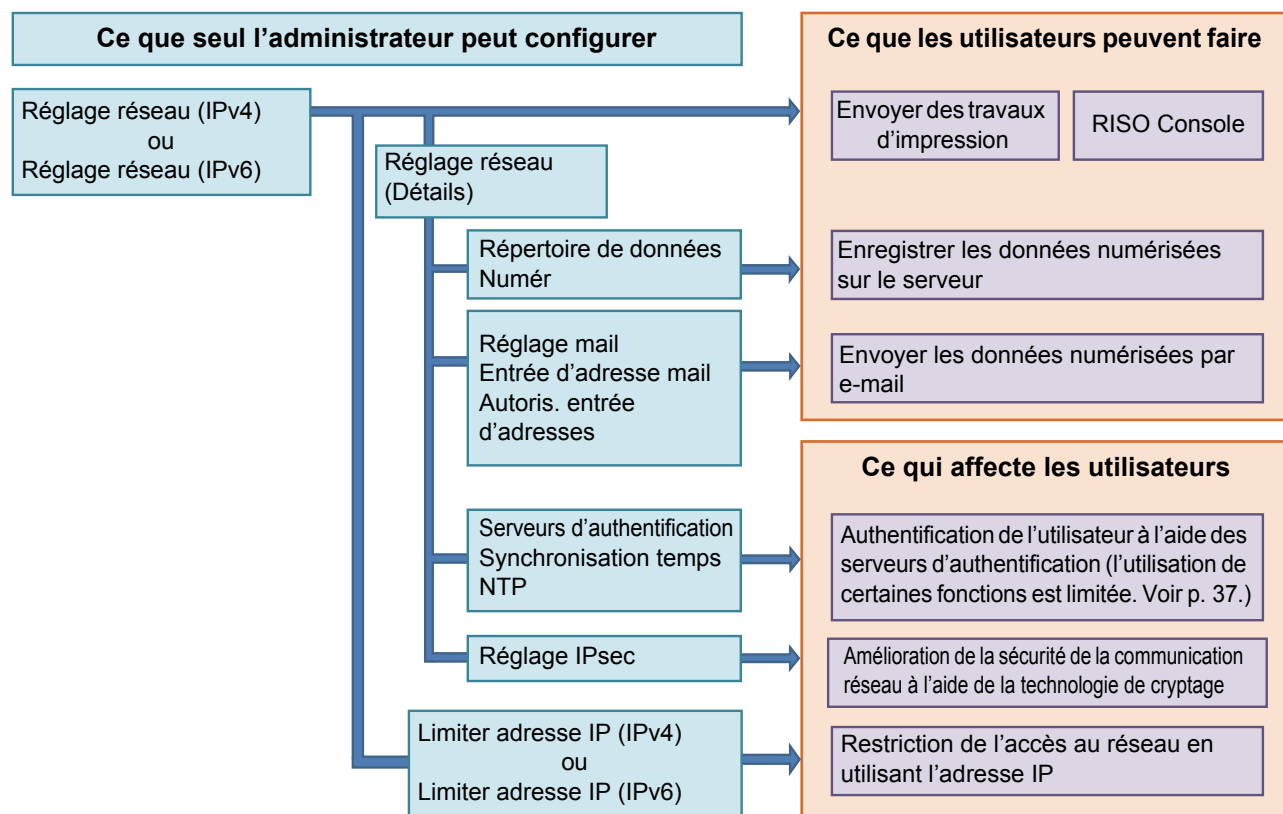 Ce que seul l’administrateur peut configurer
Ce que les utilisateurs peuvent faire
Réglage réseau (IPv4)
ou
Réglage réseau (IPv6)
Envoyer des travaux
d’impression
RISO Console
Réglage réseau
(Détails)
Répertoire de données
Numér
Enregistrer les données numérisées
sur le serveur
Réglage mail
Entrée d’adresse mail
Autoris. entrée
d’adresses
Envoyer les données numérisées par
e-mail
Ce qui affecte les utilisateurs
Serveurs d’authentification
Synchronisation temps
NTP
Authentification de l’utilisateur à l’aide des
serveurs d’authentification (l’utilisation de
certaines fonctions est limitée. Voir p. 37.)
Réglage IPsec
Amélioration de la sécurité de la communication
réseau à l’aide de la technologie de cryptage
Limiter adresse IP (IPv4)
ou
Limiter adresse IP (IPv6)
Restriction de l’accès au réseau en
utilisant l’adresse IP